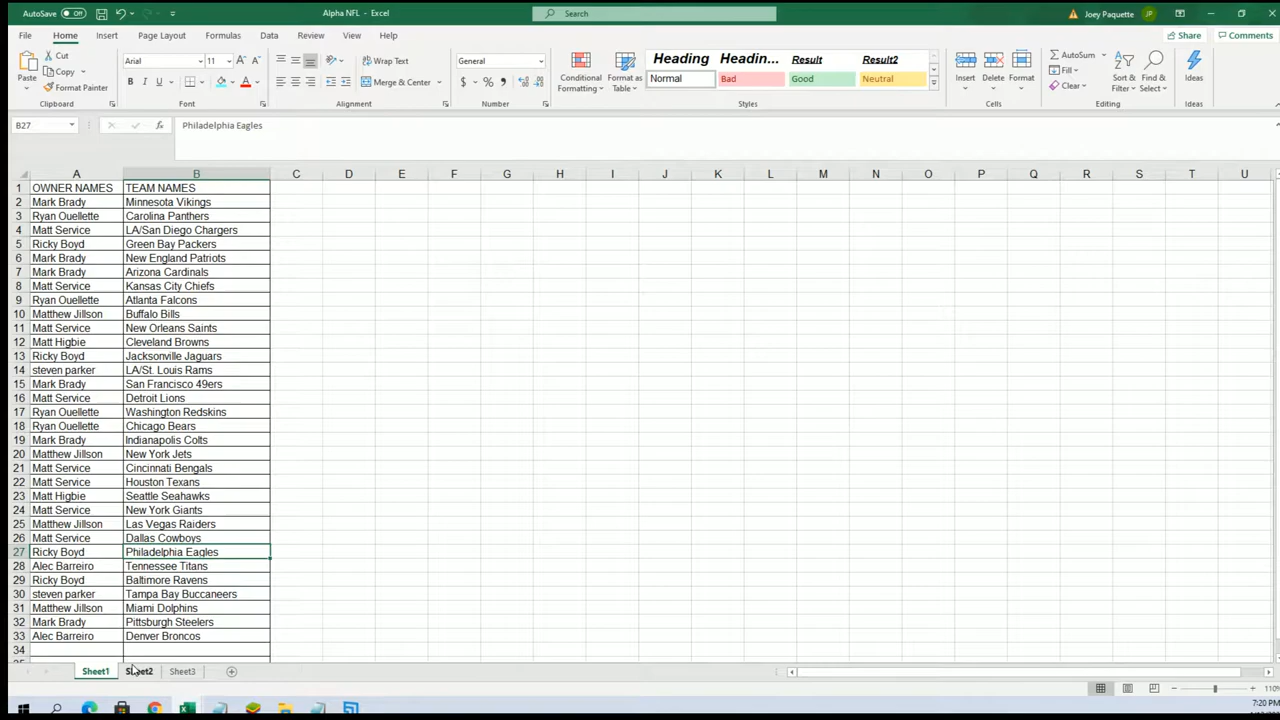 AutoSave Off Alpha NFL - Excel Search Joey Paquette JP
File Home Insert Page Layout Formulas Data Review View Help Share Comments
Cut Arial 11 A A Wrap Text General Heading Headin... Result Result2 AutoSum
Paste Copy Format Painter B I U A Merge & Center $ % Conditional Formatting Format as Table Normal Bad Good Neutral Insert Delete Format Fill Clear Sort & Filter Find & Select Ideas
Clipboard Font Alignment Number Styles Cells Editing Ideas
B27 fx Philadelphia Eagles
A B C D E F G H I J K L M N O P Q R S T U
1 OWNER NAMES TEAM NAMES
2 Mark Brady Minnesota Vikings
3 Ryan Ouellette Carolina Panthers
4 Matt Service LA/San Diego Chargers
5 Ricky Boyd Green Bay Packers
6 Mark Brady New England Patriots
7 Mark Brady Arizona Cardinals
8 Matt Service Kansas City Chiefs
9 Ryan Ouellette Atlanta Falcons
10 Matthew Jillson Buffalo Bills
11 Matt Service New Orleans Saints
12 Matt Higbie Cleveland Browns
13 Ricky Boyd Jacksonville Jaguars
14 steven parker LA/St. Louis Rams
15 Mark Brady San Francisco 49ers
16 Matt Service Detroit Lions
17 Ryan Ouellette Washington Redskins
18 Ryan Ouellette Chicago Bears
19 Mark Brady Indianapolis Colts
20 Matthew Jillson New York Jets
21 Matt Service Cincinnati Bengals
22 Matt Service Houston Texans
23 Matt Higbie Seattle Seahawks
24 Matt Service New York Giants
25 Matthew Jillson Las Vegas Raiders
26 Matt Service Dallas Cowboys
27 Ricky Boyd Philadelphia Eagles
28 Alec Barreiro Tennessee Titans
29 Ricky Boyd Baltimore Ravens
30 steven parker Tampa Bay Buccaneers
31 Matthew Jillson Miami Dolphins
32 Mark Brady Pittsburgh Steelers
33 Alec Barreiro Denver Broncos
34
Sheet1 Sheet2 Sheet3
110%
7:20 PM